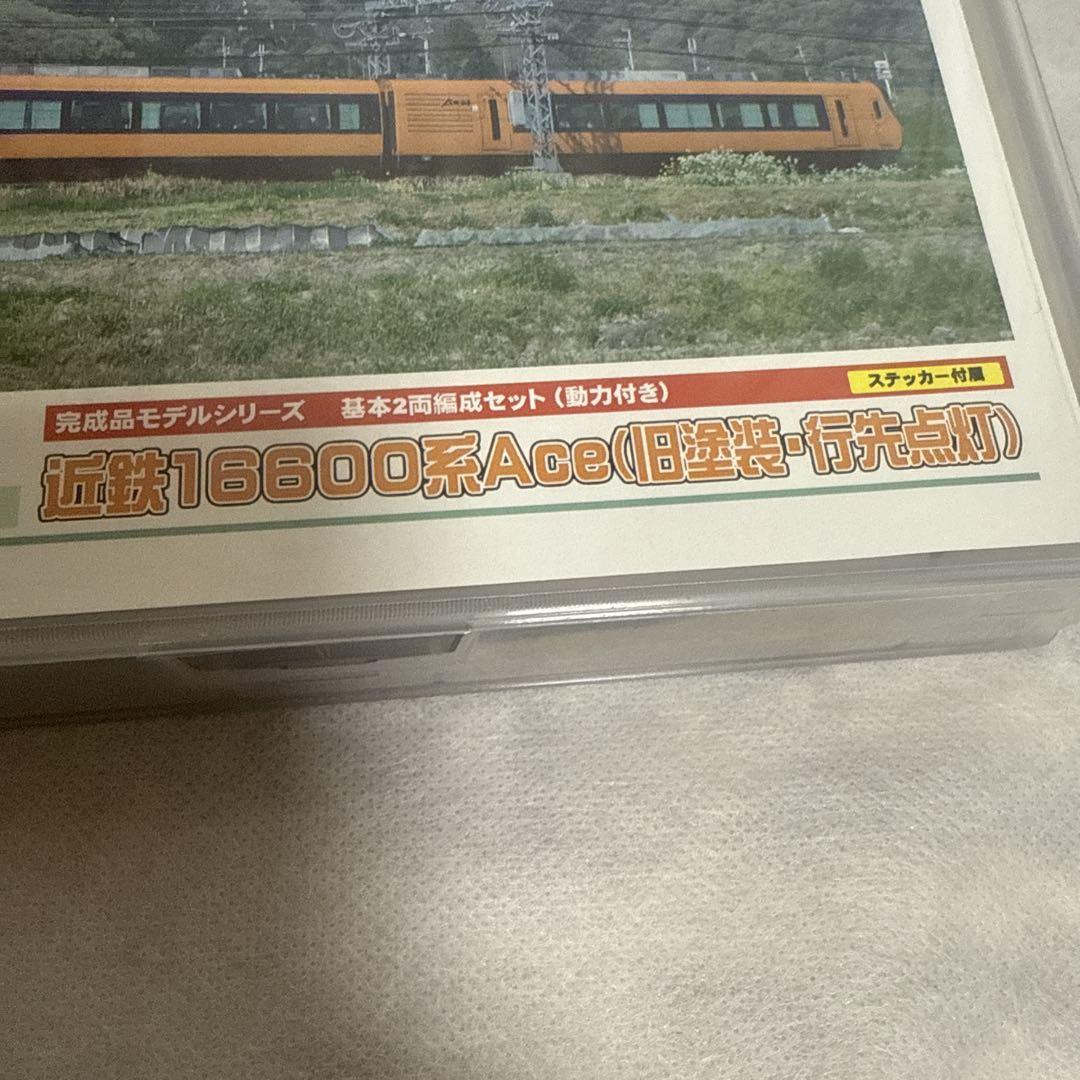 完成品モデルシリーズ 基本2両編成セット（動力付き） ステッカー付属
近鉄16600系Ace（旧塗装・行先点灯）